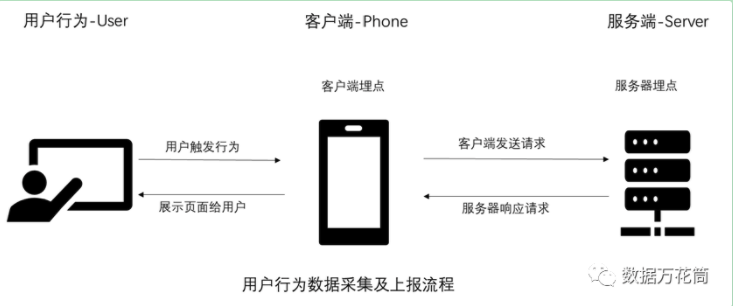 用户行为-User
客户端-Phone
服务端-Server
客户端埋点
服务器埋点
用户触发行为
客户端发送请求
展示页面给用户
服务器响应请求
用户行为数据采集及上报流程
数据万花筒